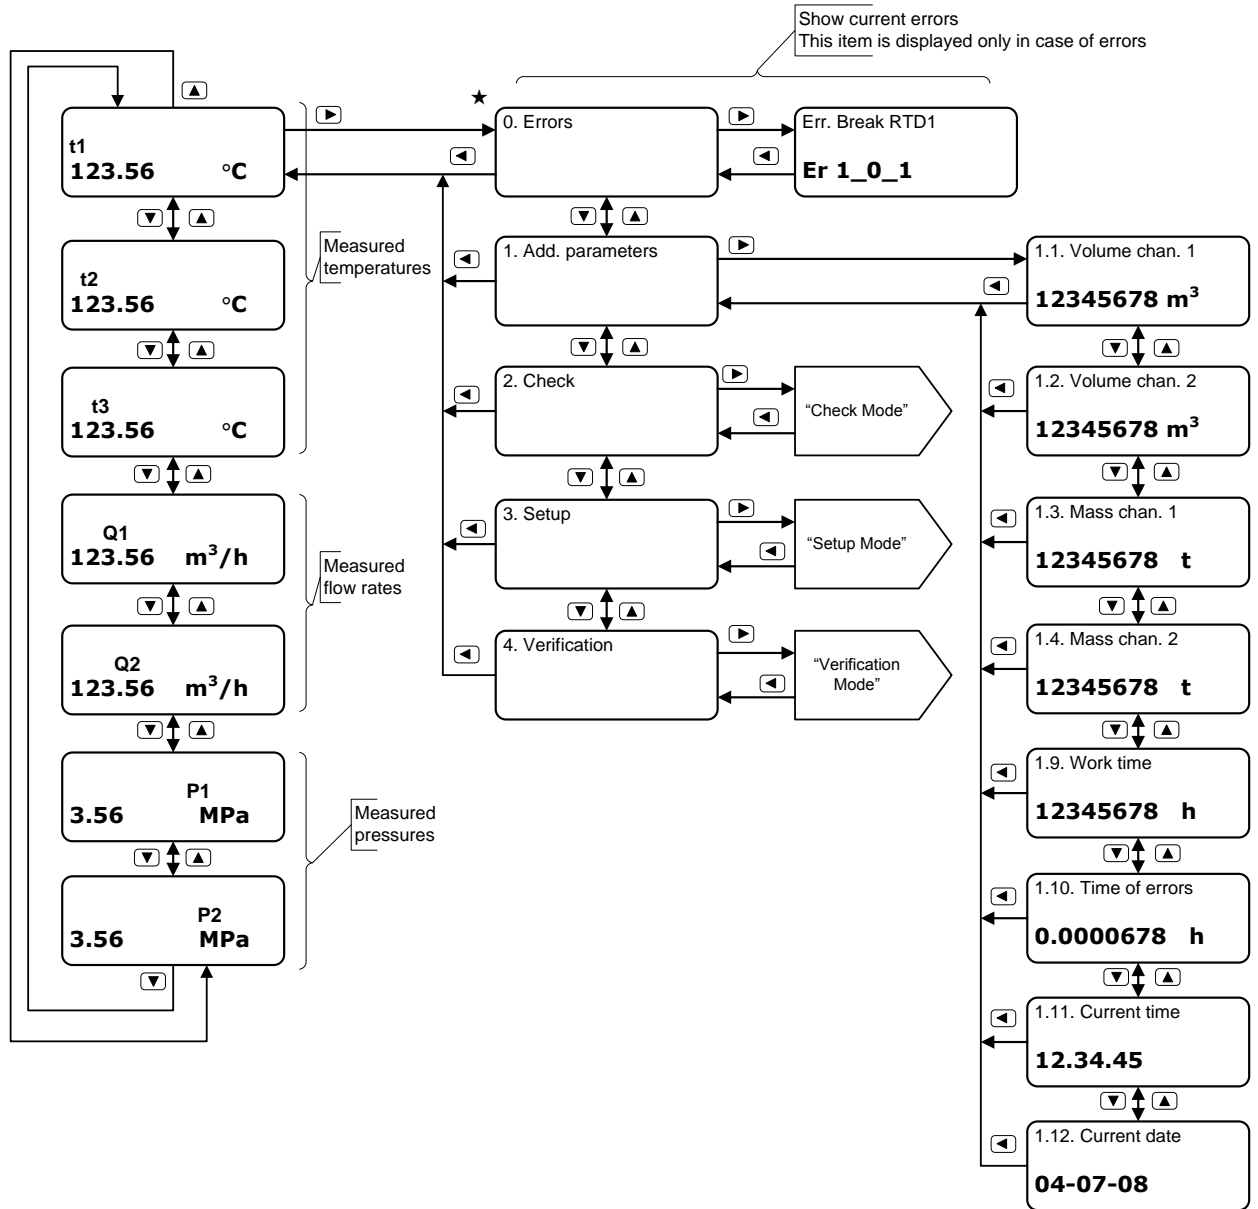 Show current errors
This item is displayed only in case of errors
t1
123.56 °C
t2
123.56 °C
t3
123.56 °C
Measured
temperatures
Q1
123.56 m³/h
Q2
123.56 m³/h
Measured
flow rates
P1
3.56 MPa
P2
3.56 MPa
Measured
pressures
0. Errors
Err. Break RTD1
Er 1_0_1
1. Add. parameters
2. Check
“Check Mode”
3. Setup
“Setup Mode”
4. Verification
“Verification
Mode”
1.1. Volume chan. 1
12345678 m³
1.2. Volume chan. 2
12345678 m³
1.3. Mass chan. 1
12345678 t
1.4. Mass chan. 2
12345678 t
1.9. Work time
12345678 h
1.10. Time of errors
0.0000678 h
1.11. Current time
12.34.45
1.12. Current date
04-07-08